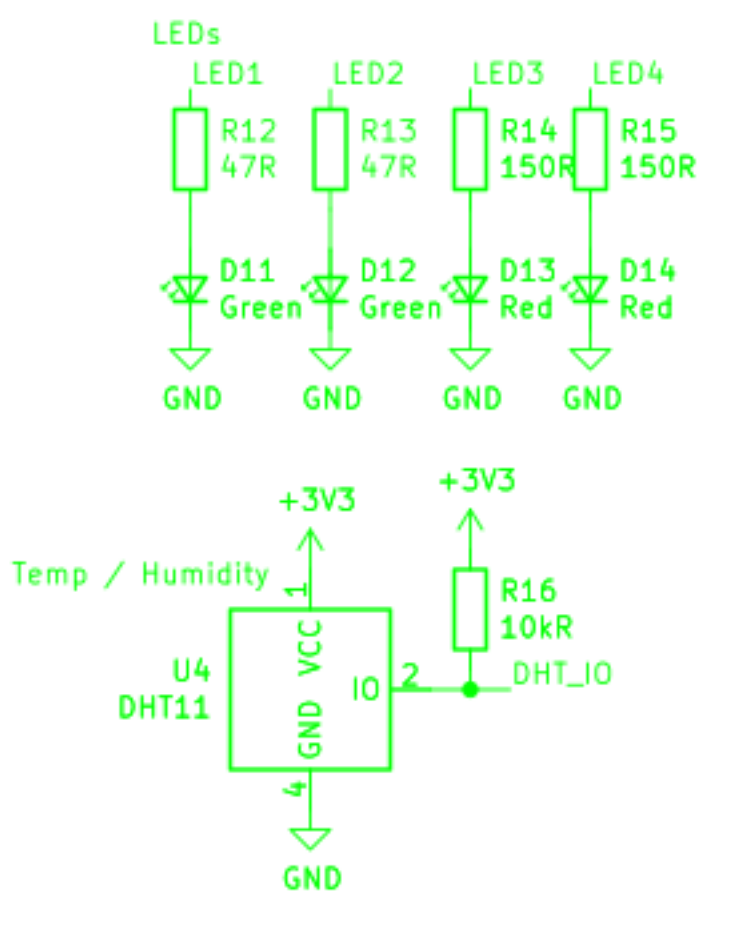 LEDs
LED1 LED2 LED3 LED4
R12 R13 R14 R15
47R 47R 150R 150R
D11 D12 D13 D14
Green Green Red Red
GND GND GND GND
+3V3
+3V3
Temp / Humidity
1
R16
10kR
VCC
U4
DHT11
IO
2
DHT_IO
GND
4
GND